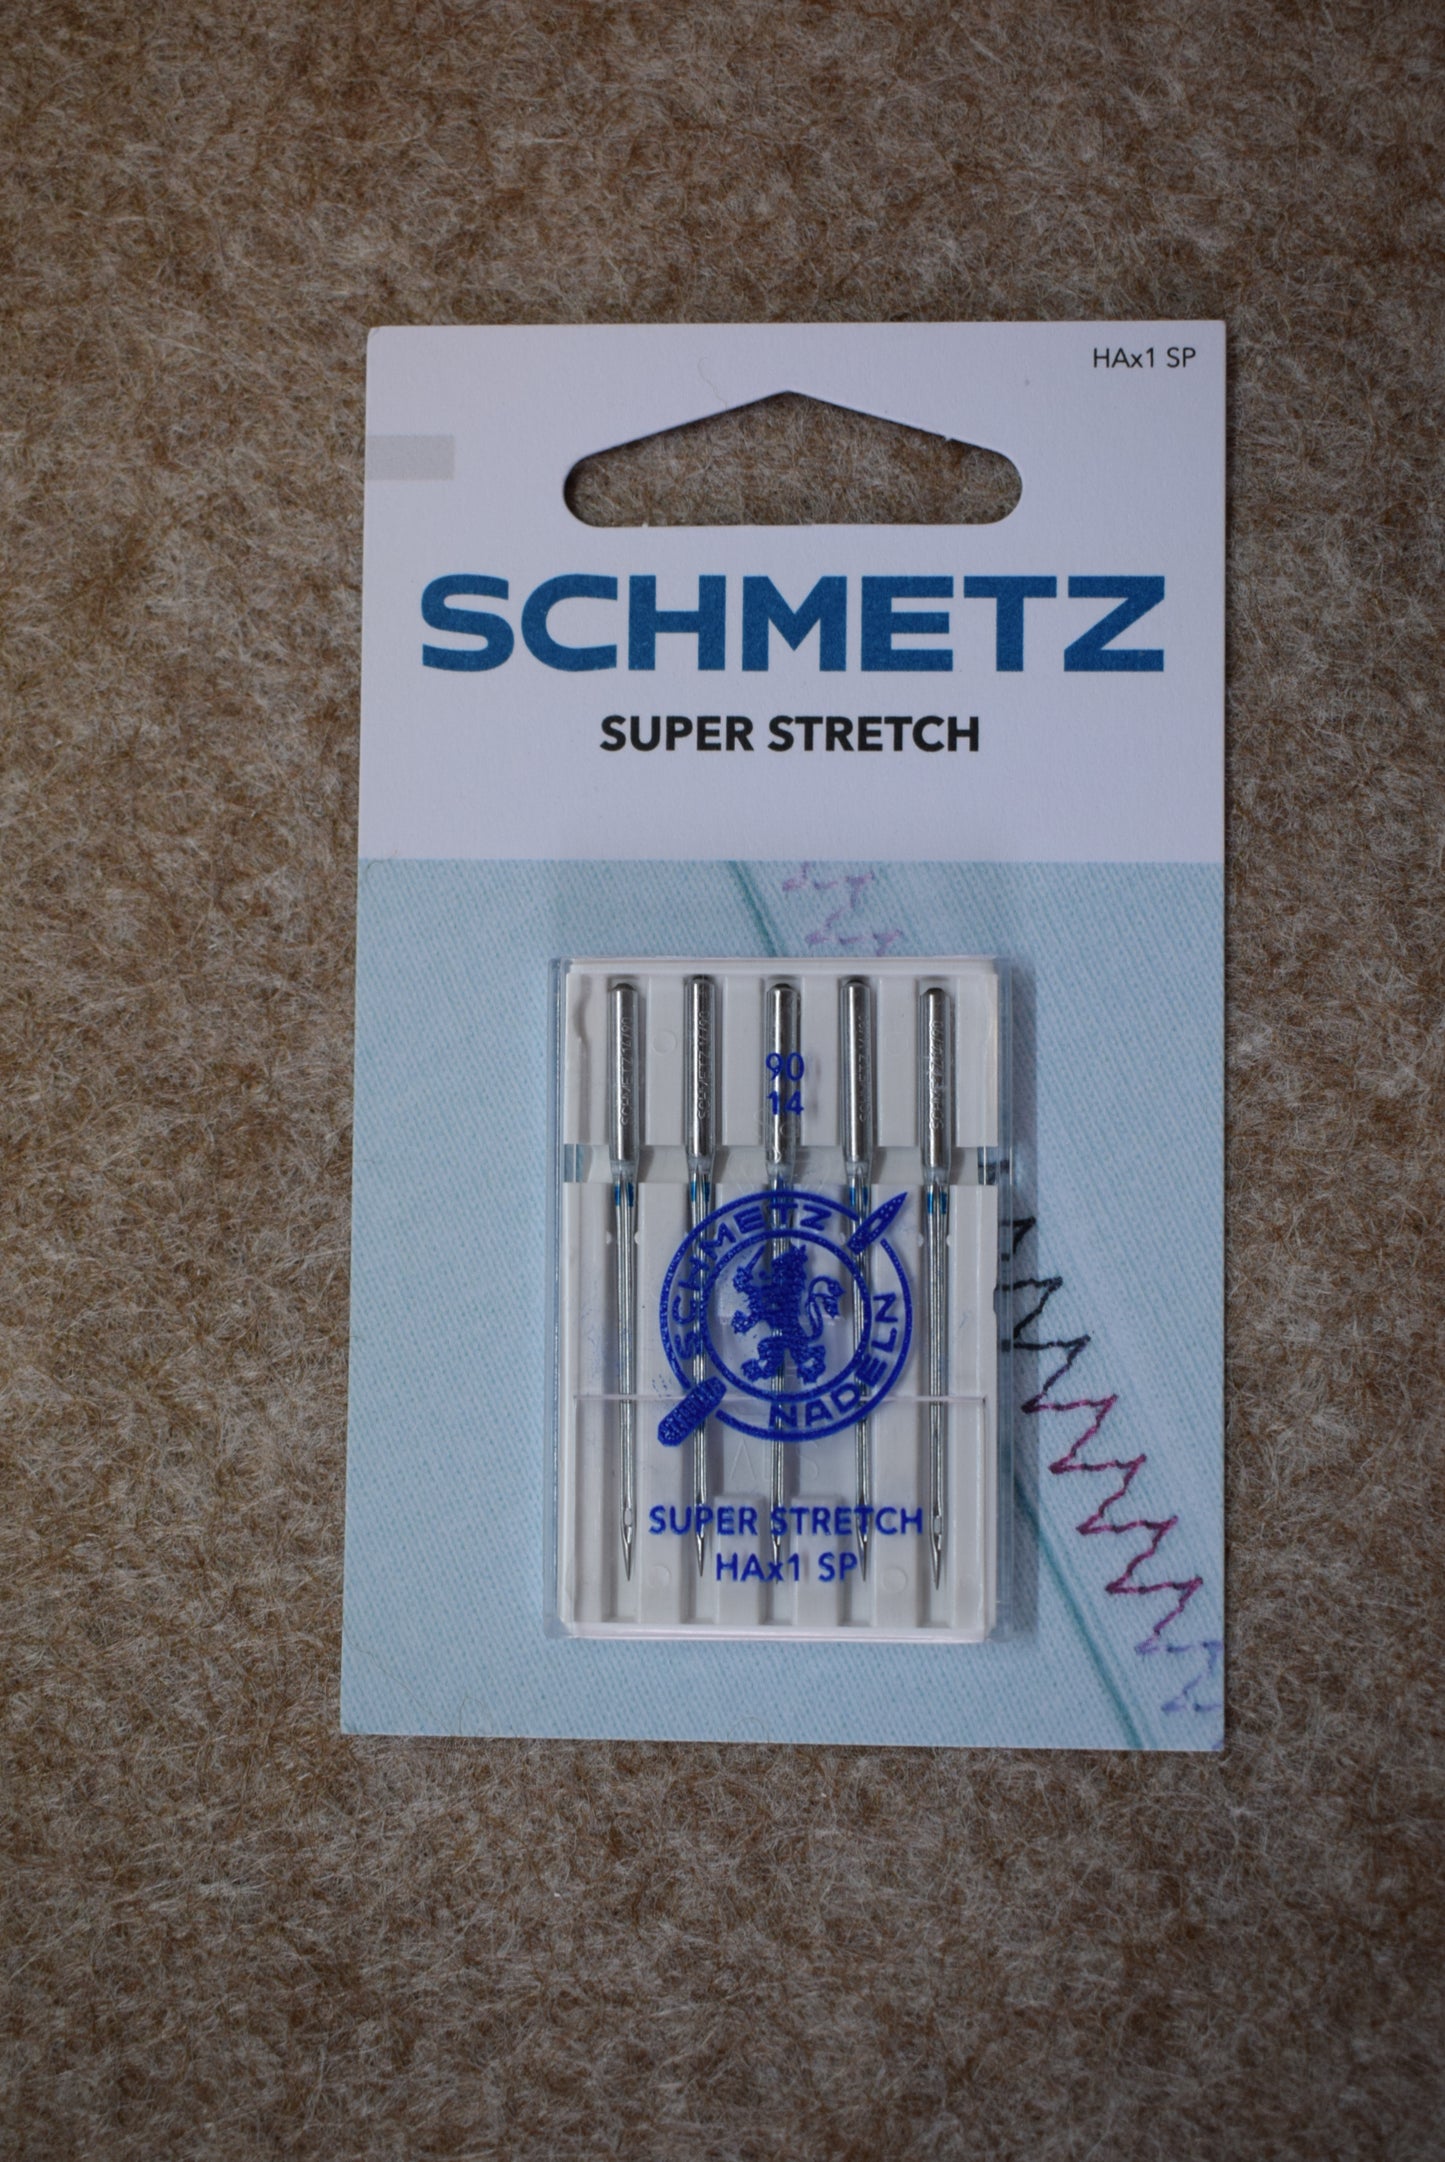 HAx1 SP
SCHMETZ
SUPER STRETCH
90
14
SCHMETZ
NADELN
SUPER STRETCH
HAx1 SP